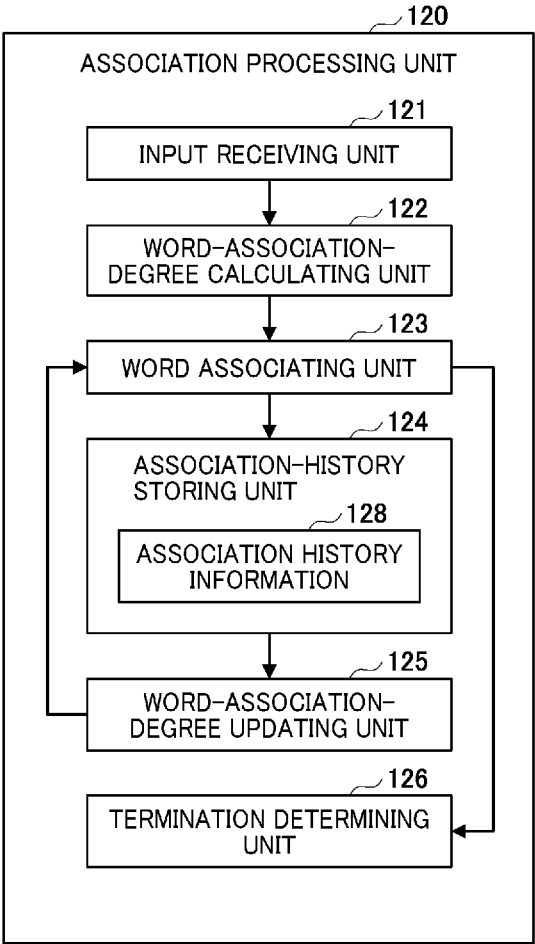 120
ASSOCIATION PROCESSING UNIT
121
INPUT RECEIVING UNIT
122
WORD-ASSOCIATION-
DEGREE CALCULATING UNIT
123
WORD ASSOCIATING UNIT
124
ASSOCIATION-HISTORY
STORING UNIT
128
ASSOCIATION HISTORY
INFORMATION
125
WORD-ASSOCIATION-
DEGREE UPDATING UNIT
126
TERMINATION DETERMINING
UNIT